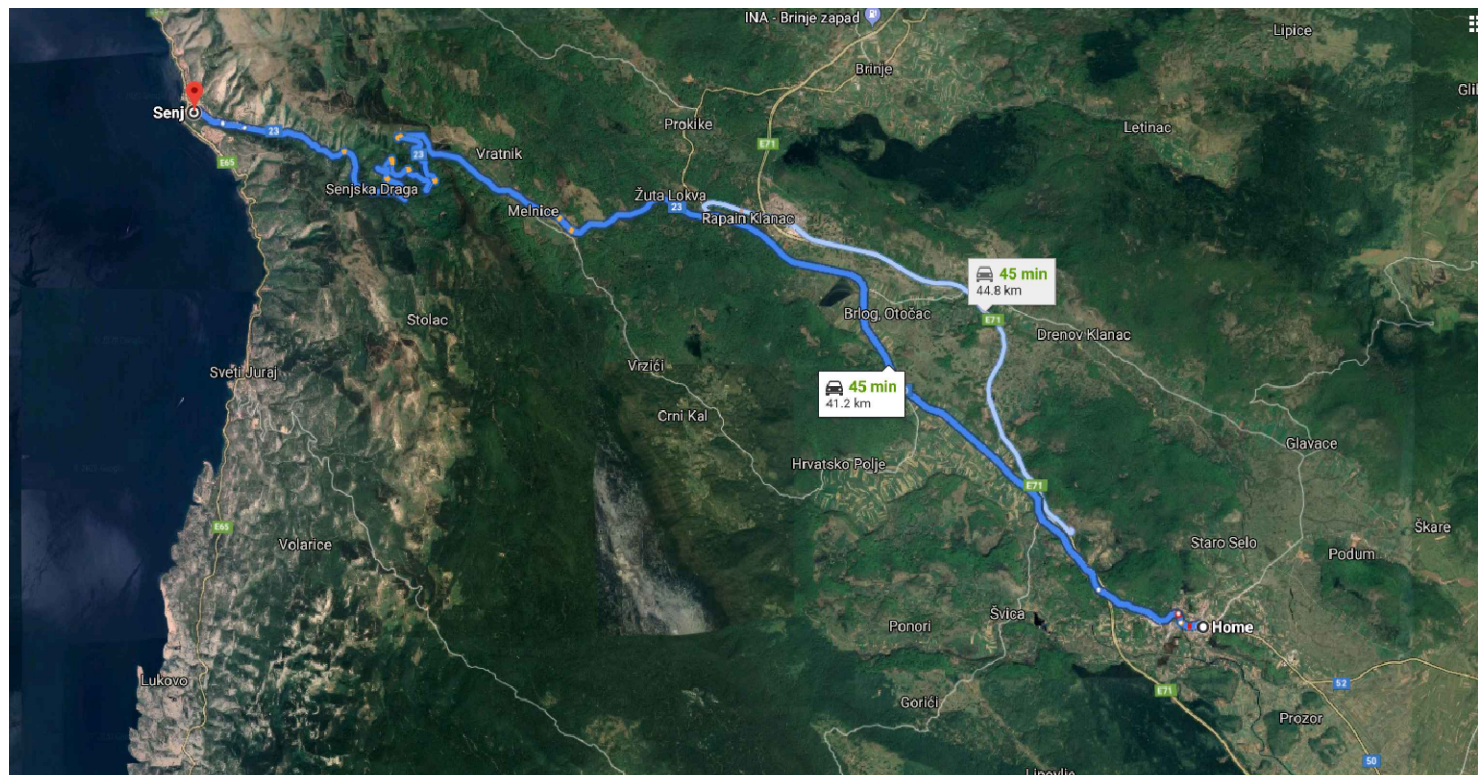 INA - Brinje zapad
Lipice
Brinje
Senj
23
Prokike
Letinac
E71
E65
23
Vratnik
Senjska Draga
Žuta Lokva
23
Melnice
Rapain Klanac
45 min
44.8 km
Brlog, Otočac
E71
Stolac
Drenov Klanac
Vrzići
Sveti Juraj
45 min
41.2 km
Crni Kal
Glavace
Hrvatsko Polje
E71
E65
Škare
Volarice
Staro Selo
Podum
Švica
Ponori
Home
Lukovo
52
E71
Gorići
Prozor
50